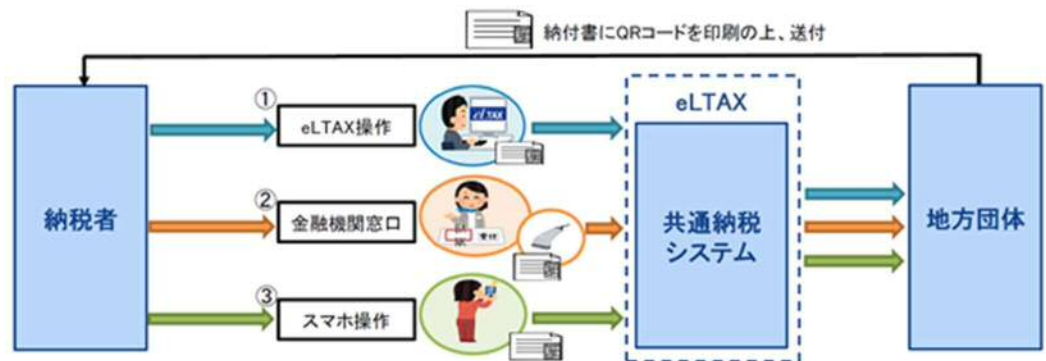 納付書にQRコードを印刷の上、送付
①
eLTAX操作
eLTAX
eLTAX
納税者
②
金融機関窓口
共通納税
システム
地方団体
③
スマホ操作